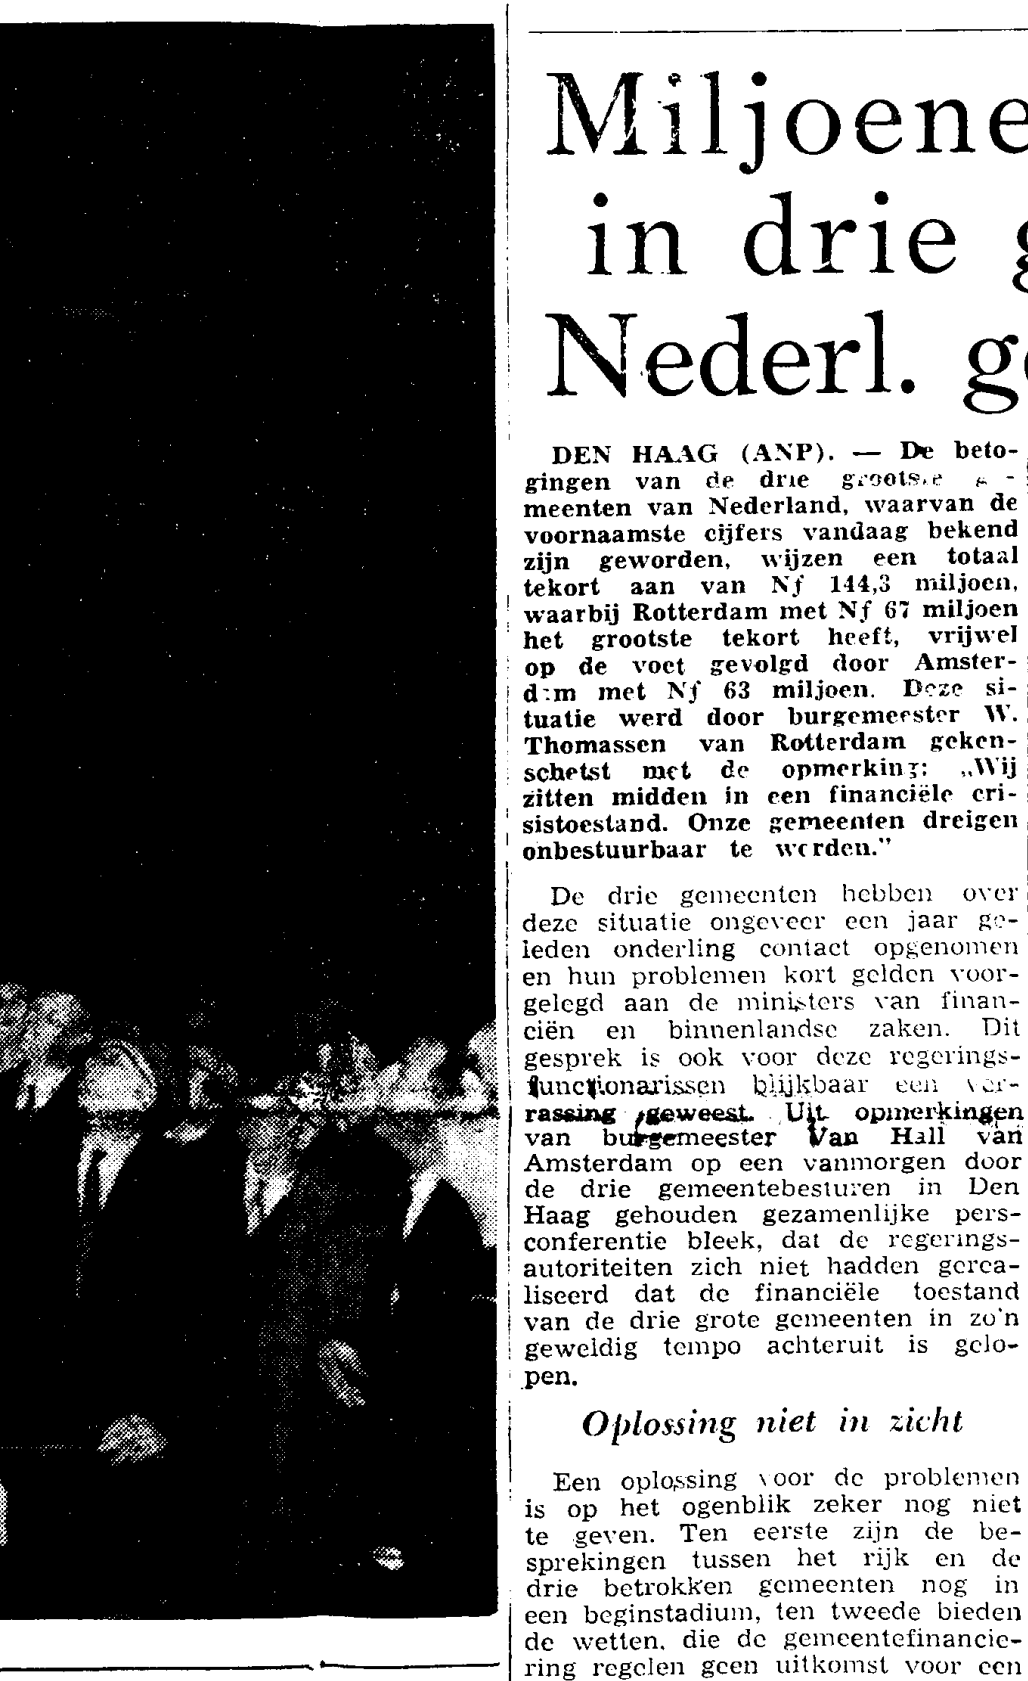 Miljoene
in drie g
Nederl. ge
DEN HAAG (ANP). — De beto-
gingen van de drie grootste
meenten van Nederland, waarvan de
voornaamste cijfers vandaag bekend
zijn geworden, wijzen een totaal
tekort aan van Nf 144,3 miljoen,
waarbij Rotterdam met Nf 67 miljoen
het grootste tekort heeft, vrijwel
op de voet gevolgd door Amster-
dam met Nf 63 miljoen. Deze si-
tuatie werd door burgemeester W.
Thomassen van Rotterdam geken-
schetst met de opmerking: „Wij
zitten midden in een financiële cri-
sistoestand. Onze gemeenten dreigen
onbestuurbaar te worden.”
De drie gemeenten hebben over
deze situatie ongeveer een jaar ge-
leden onderling contact opgenomen
en hun problemen kort gelden voor-
gelegd aan de ministers van finan-
ciën en binnenlandse zaken. Dit
gesprek is ook voor deze regerings-
functionarissen blijkbaar een ver-
rassing geweest. Uit opmerkingen
van burgemeester Van Hall van
Amsterdam op een vanmorgen door
de drie gemeentebesturen in Den
Haag gehouden gezamenlijke pers-
conferentie bleek, dat de regerings-
autoriteiten zich niet hadden gerea-
liseerd dat de financiële toestand
van de drie grote gemeenten in zo'n
geweldig tempo achteruit is gelo-
pen.
Oplossing niet in zicht
Een oplossing voor de problemen
is op het ogenblik zeker nog niet
te geven. Ten eerste zijn de be-
sprekingen tussen het rijk en de
drie betrokken gemeenten nog in
een beginstadium, ten tweede bieden
de wetten, die de gemeentefinancie-
ring regelen geen uitkomst voor een